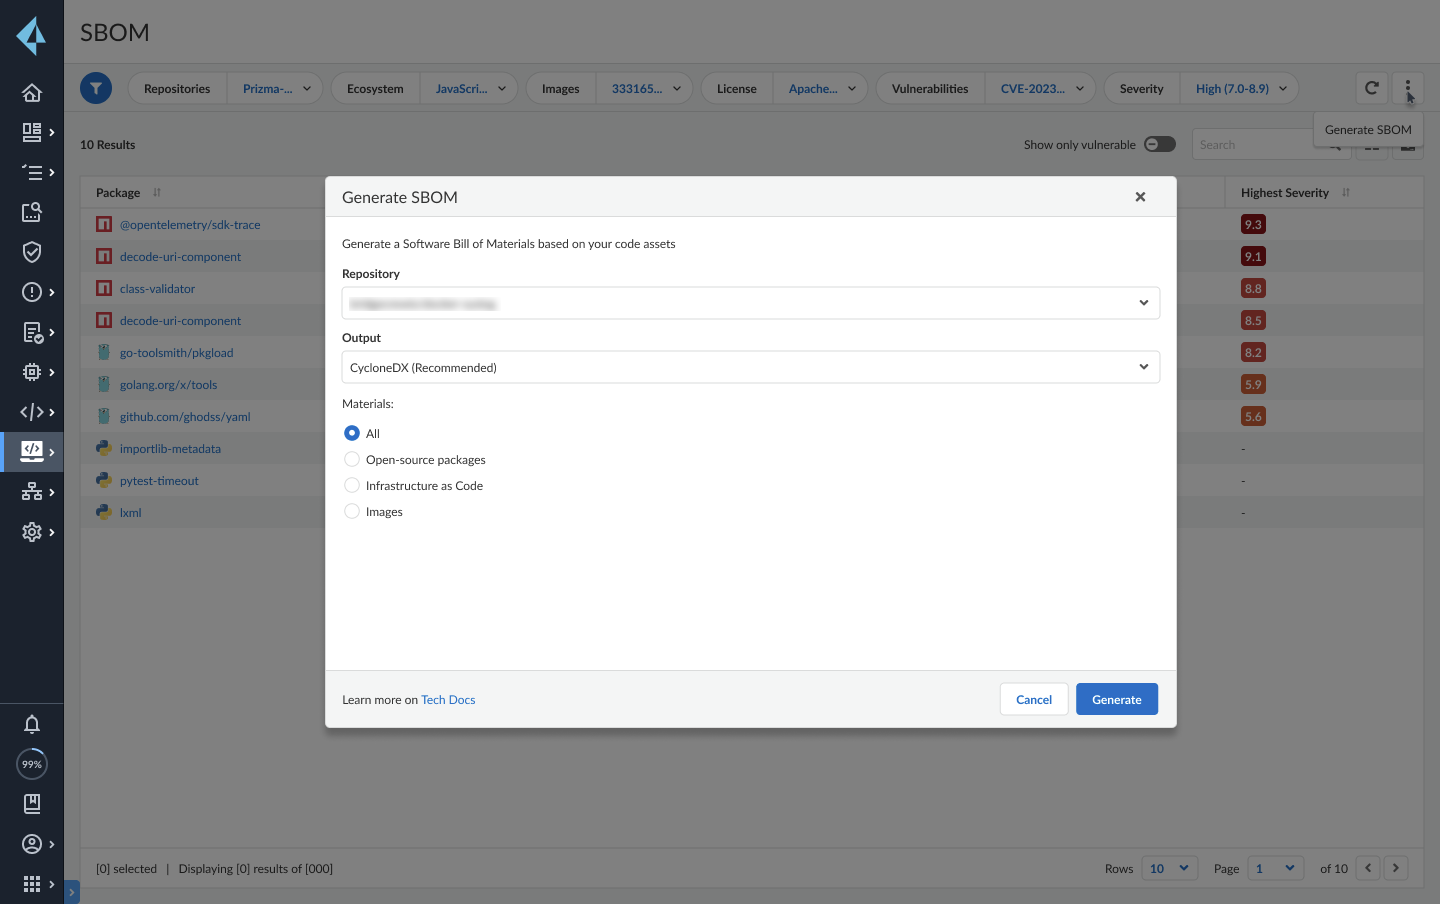 SBOM
Repositories Prizma-... Ecosystem JavaScri... Images 333165... License Apache... Vulnerabilities CVE-2023... Severity High (7.0-8.9)
Generate SBOM
10 Results Show only vulnerable Search
Package Highest Severity
Generate SBOM
@opentelemetry/sdk-trace 9.3
decode-uri-component 9.1
class-validator 8.8
decode-uri-component 8.5
go-toolsmith/pkgload 8.2
golang.org/x/tools 5.9
github.com/ghodss/yaml 5.6
importlib-metadata -
pytest-timeout -
lxml -
Generate a Software Bill of Materials based on your code assets
Repository
Output
CycloneDX (Recommended)
Materials:
All
Open-source packages
Infrastructure as Code
Images
Learn more on Tech Docs Cancel Generate
99%
[0] selected | Displaying [0] results of [000] Rows 10 Page 1 of 10